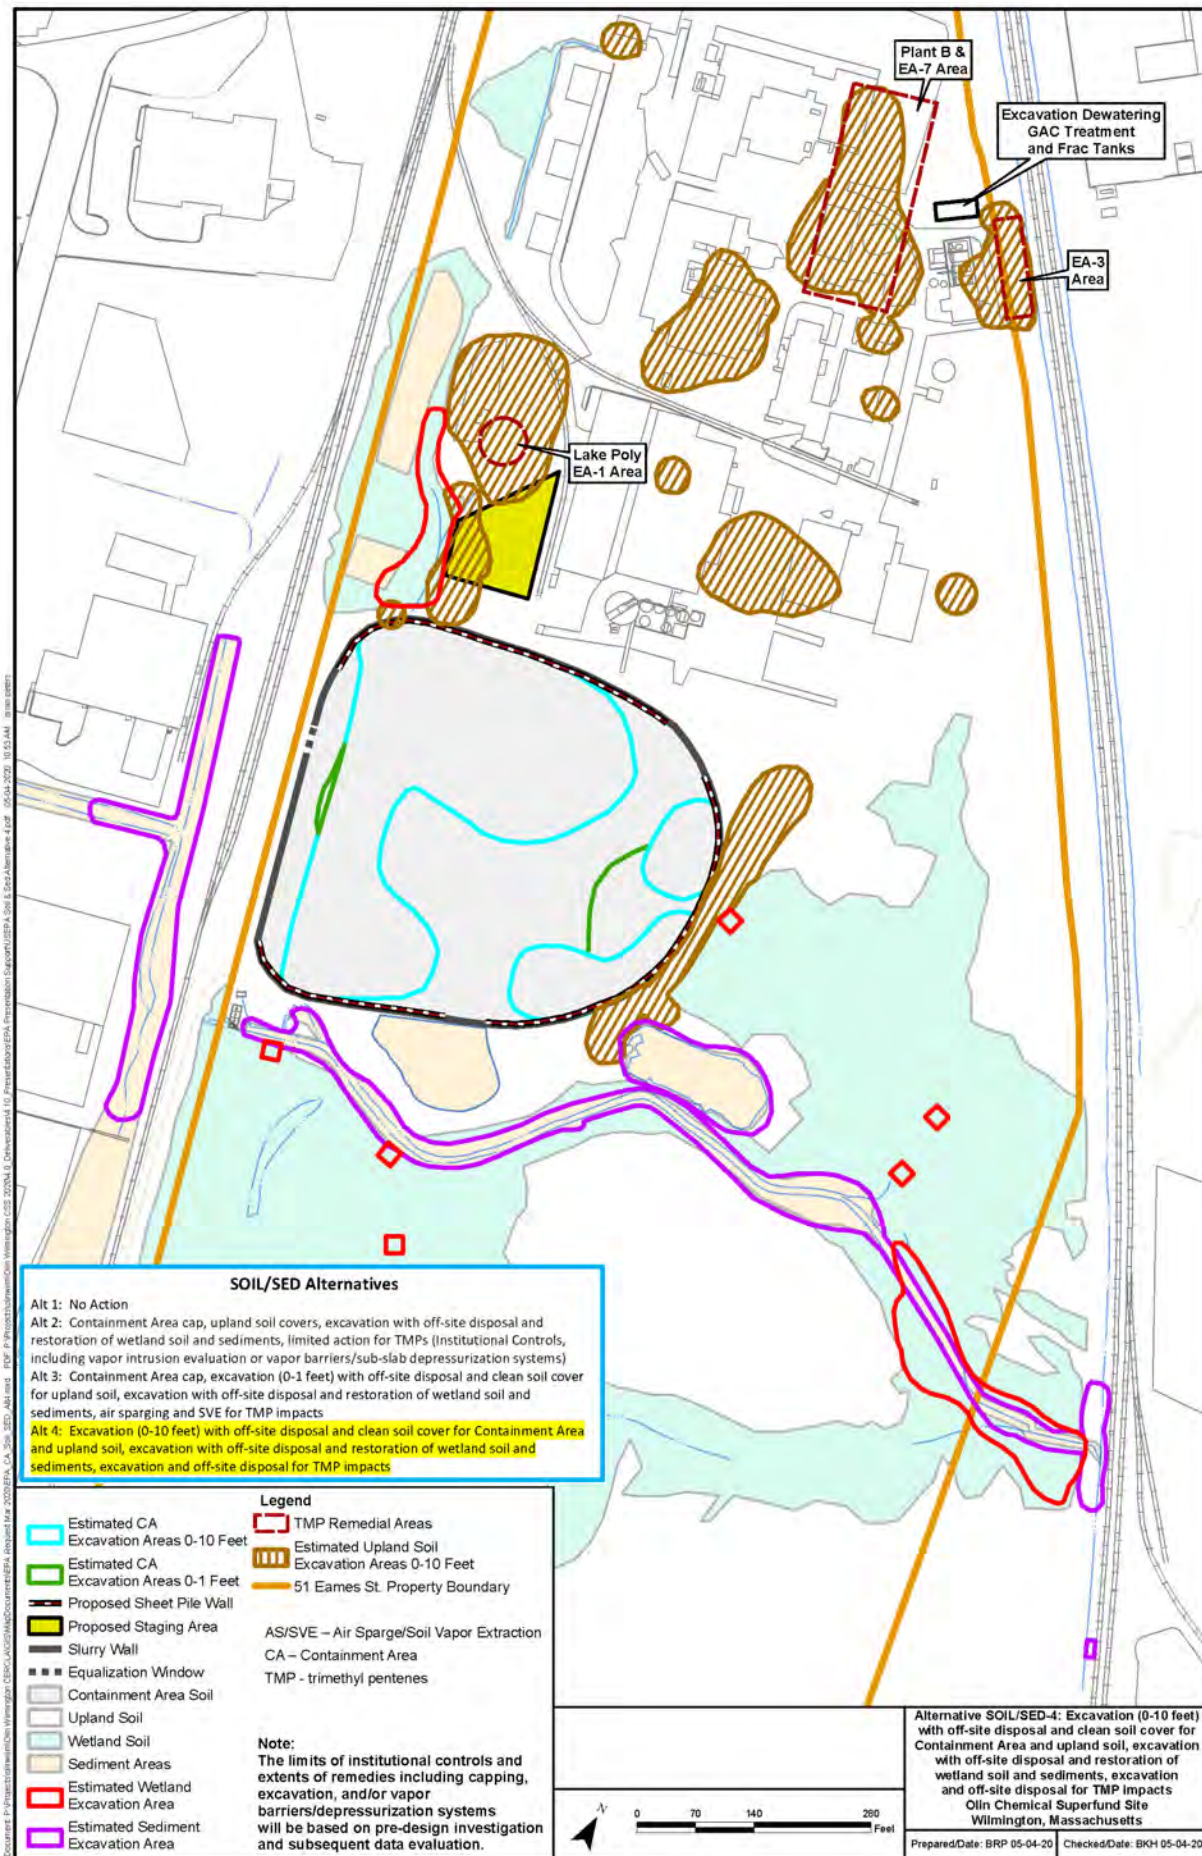 Plant B &
EA-7 Area
Excavation Dewatering
GAC Treatment
and Frac Tanks
EA-3
Area
Lake Poly
EA-1 Area
SOIL/SED Alternatives
Alt 1: No Action
Alt 2: Containment Area cap, upland soil covers, excavation with off-site disposal and
restoration of wetland soil and sediments, limited action for TMPs (Institutional Controls,
including vapor intrusion evaluation or vapor barriers/sub-slab depressurization systems)
Alt 3: Containment Area cap, excavation (0-1 feet) with off-site disposal and clean soil cover
for upland soil, excavation with off-site disposal and restoration of wetland soil and
sediments, air sparging and SVE for TMP impacts
Alt 4: Excavation (0-10 feet) with off-site disposal and clean soil cover for Containment Area
and upland soil, excavation with off-site disposal and restoration of wetland soil and
sediments, excavation and off-site disposal for TMP impacts
Legend
Estimated CA
Excavation Areas 0-10 Feet
Estimated CA
Excavation Areas 0-1 Feet
Proposed Sheet Pile Wall
Proposed Staging Area
Slurry Wall
Equalization Window
Containment Area Soil
Upland Soil
Wetland Soil
Sediment Areas
Estimated Wetland
Excavation Area
Estimated Sediment
Excavation Area
TMP Remedial Areas
Estimated Upland Soil
Excavation Areas 0-10 Feet
51 Eames St. Property Boundary
AS/SVE – Air Sparge/Soil Vapor Extraction
CA – Containment Area
TMP - trimethyl pentenes
Note:
The limits of institutional controls and
extents of remedies including capping,
excavation, and/or vapor
barriers/depressurization systems
will be based on pre-design investigation
and subsequent data evaluation.
N
0 70 140 280
Feet
Alternative SOIL/SED-4: Excavation (0-10 feet)
with off-site disposal and clean soil cover for
Containment Area and upland soil, excavation
with off-site disposal and restoration of
wetland soil and sediments, excavation
and off-site disposal for TMP impacts
Olin Chemical Superfund Site
Wilmington, Massachusetts
Prepared/Date: BRP 05-04-20
Checked/Date: BKH 05-04-20